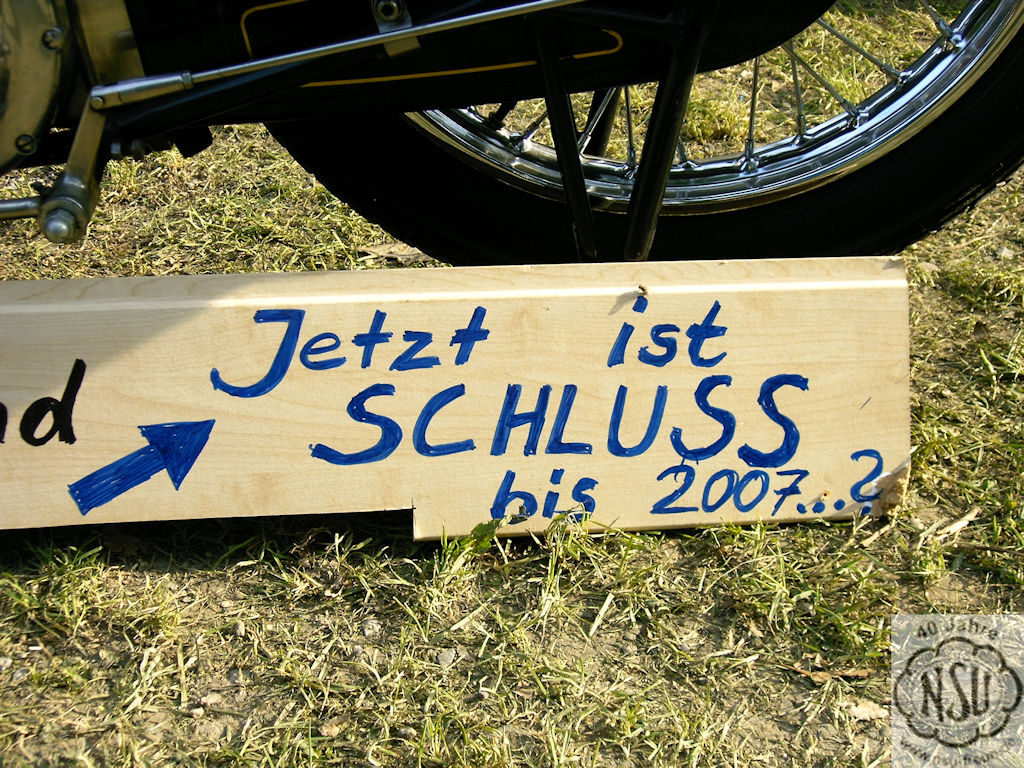 Jetzt ist
nd
SCHLUSS
bis 2007...?
40 Jahre
NSU